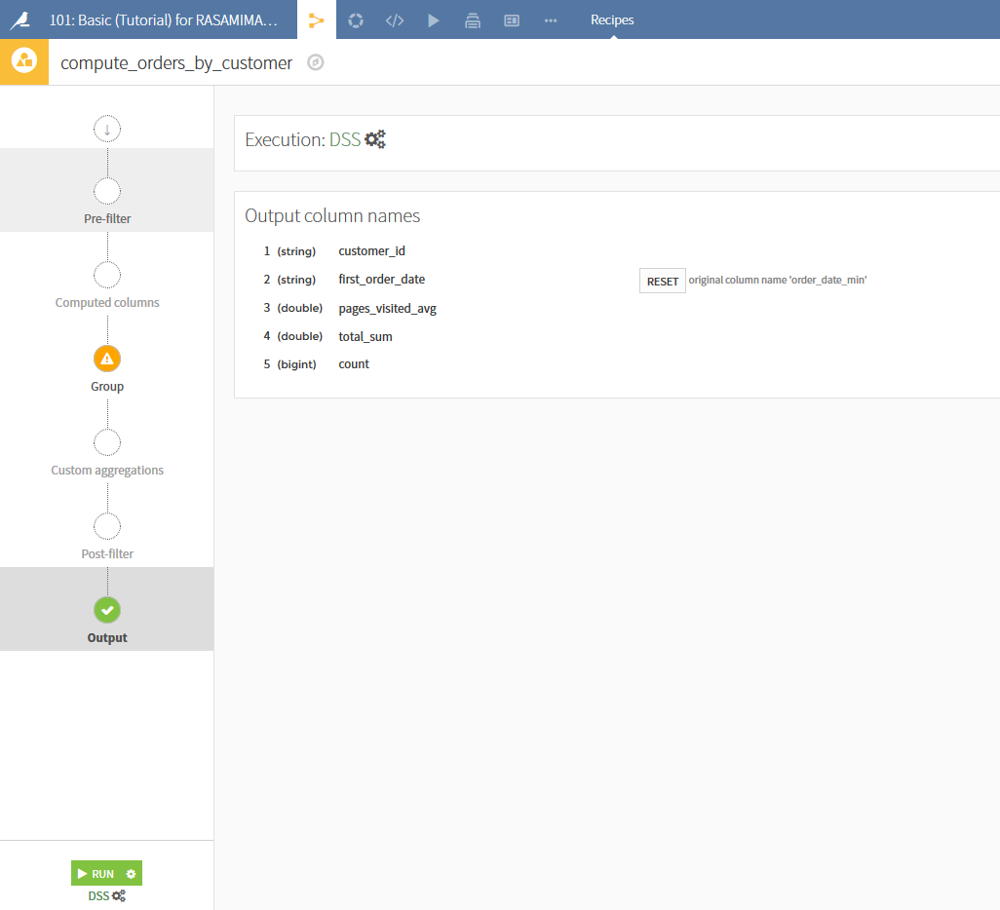 101: Basic (Tutorial) for RASAMIMA... Recipes
compute_orders_by_customer
Pre-filter
Computed columns
Group
Custom aggregations
Post-filter
Output
RUN
DSS
Execution: DSS
Output column names
1 (string) customer_id
2 (string) first_order_date RESET original column name 'order_date_min'
3 (double) pages_visited_avg
4 (double) total_sum
5 (bigint) count